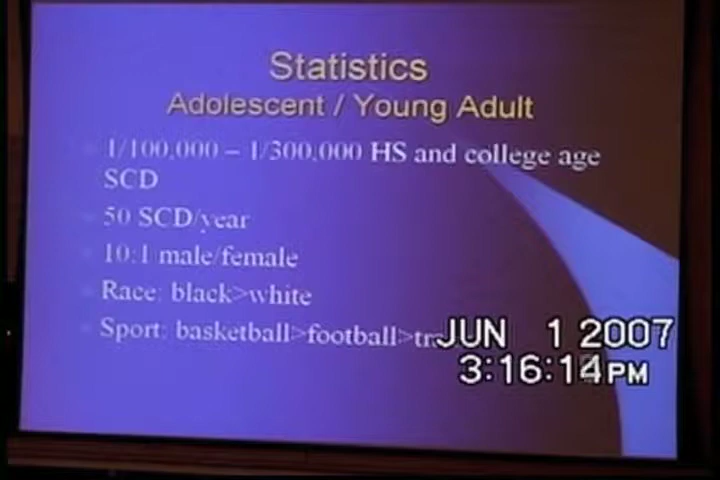 Statistics
Adolescent / Young Adult
1/100,000 – 1/300,000 HS and college age
SCD
50 SCD/year
10:1 male/female
Race: black>white
Sport: basketball>football>
JUN 1 2007
3:16:14PM